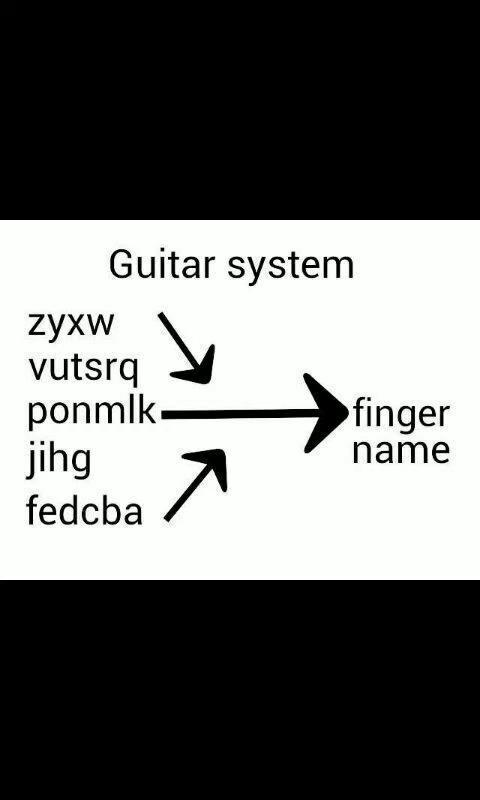 Guitar system
zyxw
vutsrq
ponmlk
jihg
fedcba
finger
name